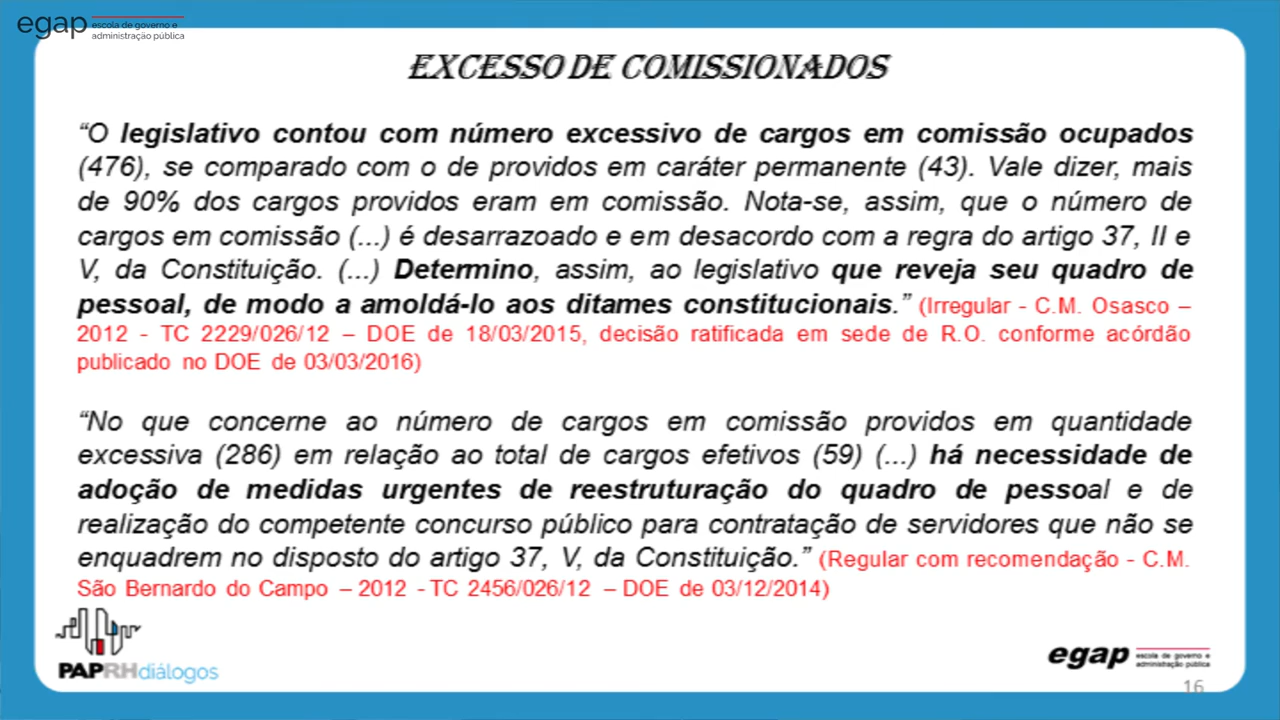 egap escola de governo e
administração pública
EXCESSO DE COMISSIONADOS
“O legislativo contou com número excessivo de cargos em comissão ocupados
(476), se comparado com o de providos em caráter permanente (43). Vale dizer, mais
de 90% dos cargos providos eram em comissão. Nota-se, assim, que o número de
cargos em comissão (...) é desarrazoado e em desacordo com a regra do artigo 37, II e
V, da Constituição. (...) Determino, assim, ao legislativo que reveja seu quadro de
pessoal, de modo a amoldá-lo aos ditames constitucionais.” (Irregular - C.M. Osasco –
2012 - TC 2229/026/12 – DOE de 18/03/2015, decisão ratificada em sede de R.O. conforme acórdão
publicado no DOE de 03/03/2016)
“No que concerne ao número de cargos em comissão providos em quantidade
excessiva (286) em relação ao total de cargos efetivos (59) (...) há necessidade de
adoção de medidas urgentes de reestruturação do quadro de pessoal e de
realização do competente concurso público para contratação de servidores que não se
enquadrem no disposto do artigo 37, V, da Constituição.” (Regular com recomendação - C.M.
São Bernardo do Campo – 2012 - TC 2456/026/12 – DOE de 03/12/2014)
PAPRHdiálogos
egap escola de governo e
administração pública
16